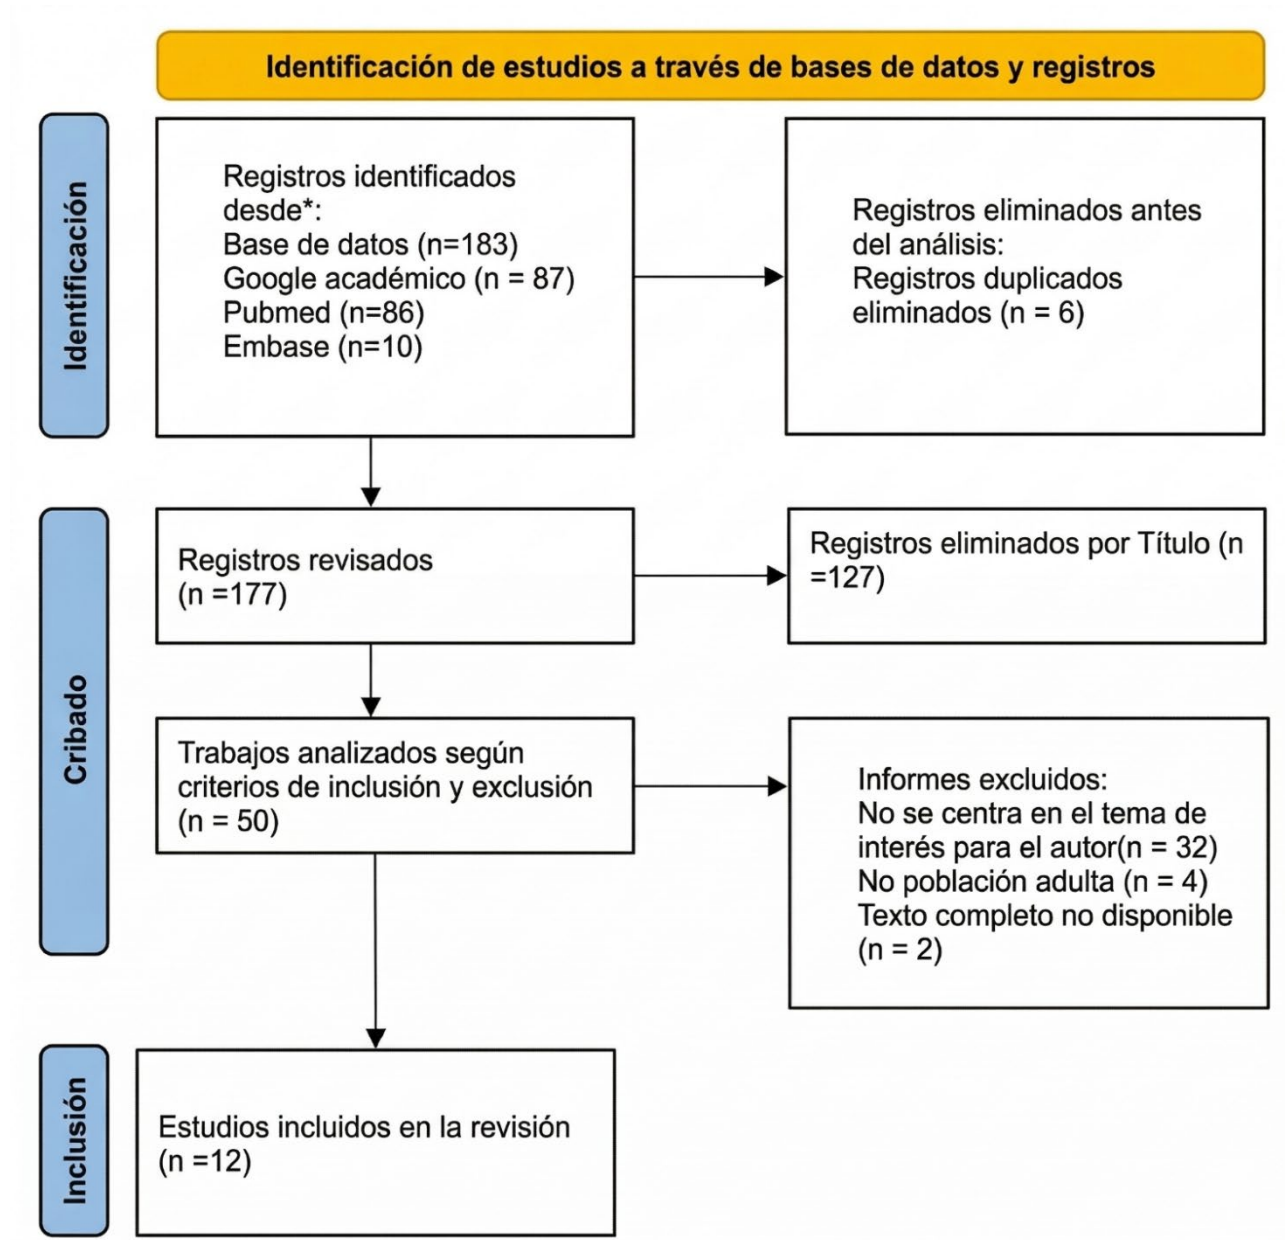 Identificación de estudios a través de bases de datos y registros
Identificación
Registros identificados
desde*:
Base de datos (n=183)
Google académico (n = 87)
Pubmed (n=86)
Embase (n=10)
Registros eliminados antes
del análisis:
Registros duplicados
eliminados (n = 6)
Cribado
Registros revisados
(n =177)
Registros eliminados por Título (n
=127)
Trabajos analizados según
criterios de inclusión y exclusión
(n = 50)
Informes excluidos:
No se centra en el tema de
interés para el autor(n = 32)
No población adulta (n = 4)
Texto completo no disponible
(n = 2)
Inclusión
Estudios incluidos en la revisión
(n =12)